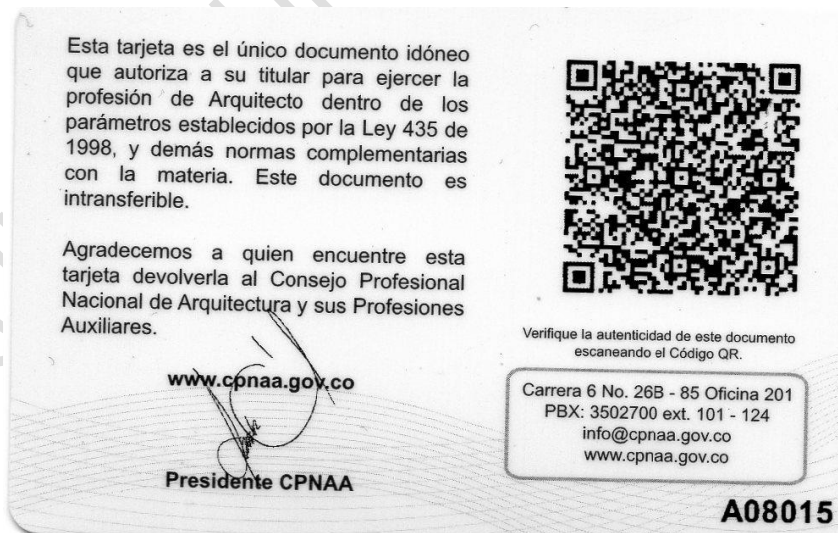 Esta tarjeta es el único documento idóneo
que autoriza a su titular para ejercer la
profesión de Arquitecto dentro de los
parámetros establecidos por la Ley 435 de
1998, y demás normas complementarias
con la materia. Este documento es
intransferible.
Agradecemos a quien encuentre esta
tarjeta devolverla al Consejo Profesional
Nacional de Arquitectura y sus Profesiones
Auxiliares.
www.cpnaa.gov.co
Presidente CPNAA
Verifique la autenticidad de este documento
escaneando el Código QR.
Carrera 6 No. 26B - 85 Oficina 201
PBX: 3502700 ext. 101 - 124
info@cpnaa.gov.co
www.cpnaa.gov.co
A08015